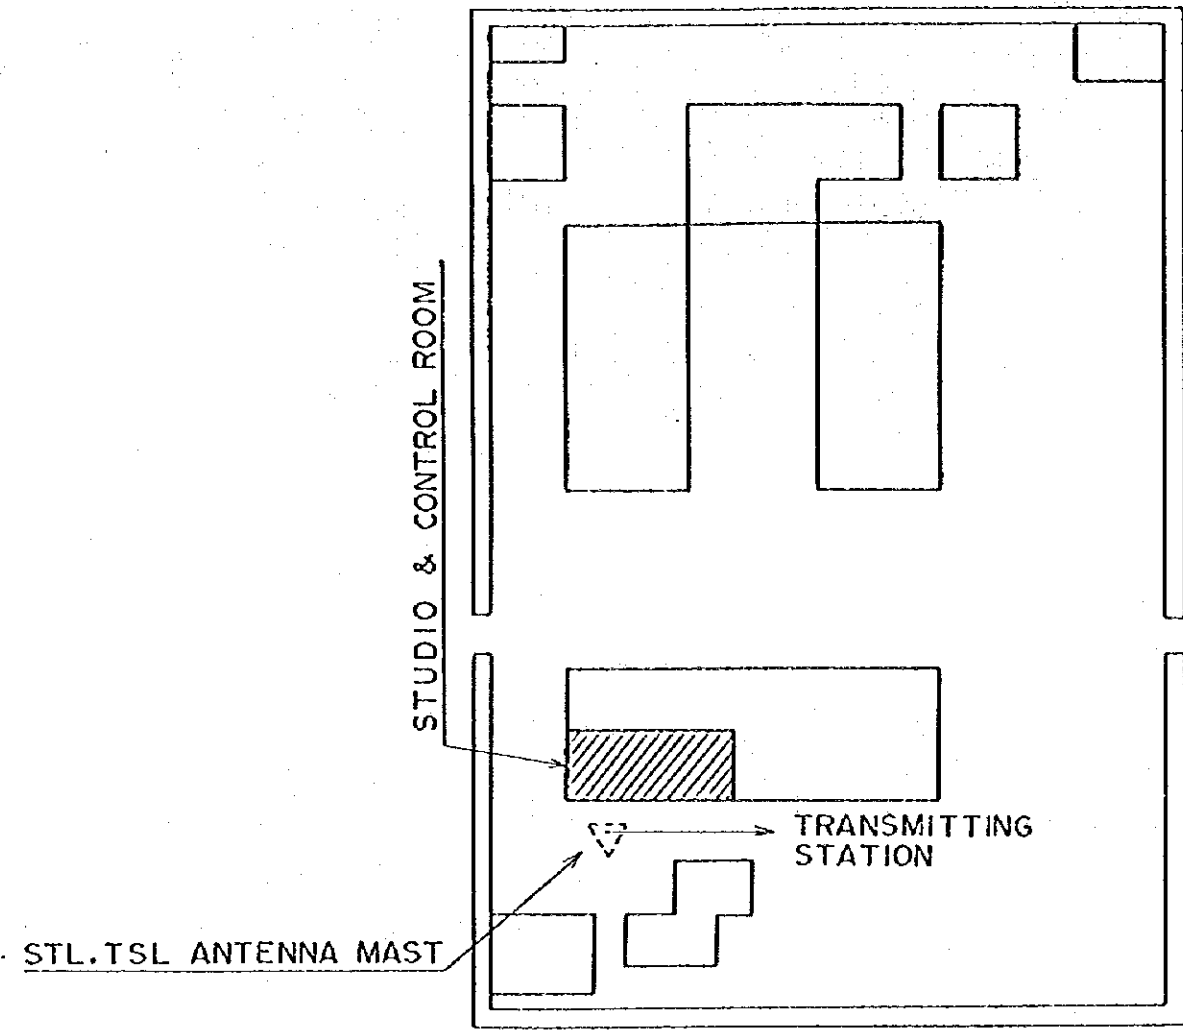 STUDIO & CONTROL ROOM
TRANSMITTING
STATION
STL.TSL ANTENNA MAST